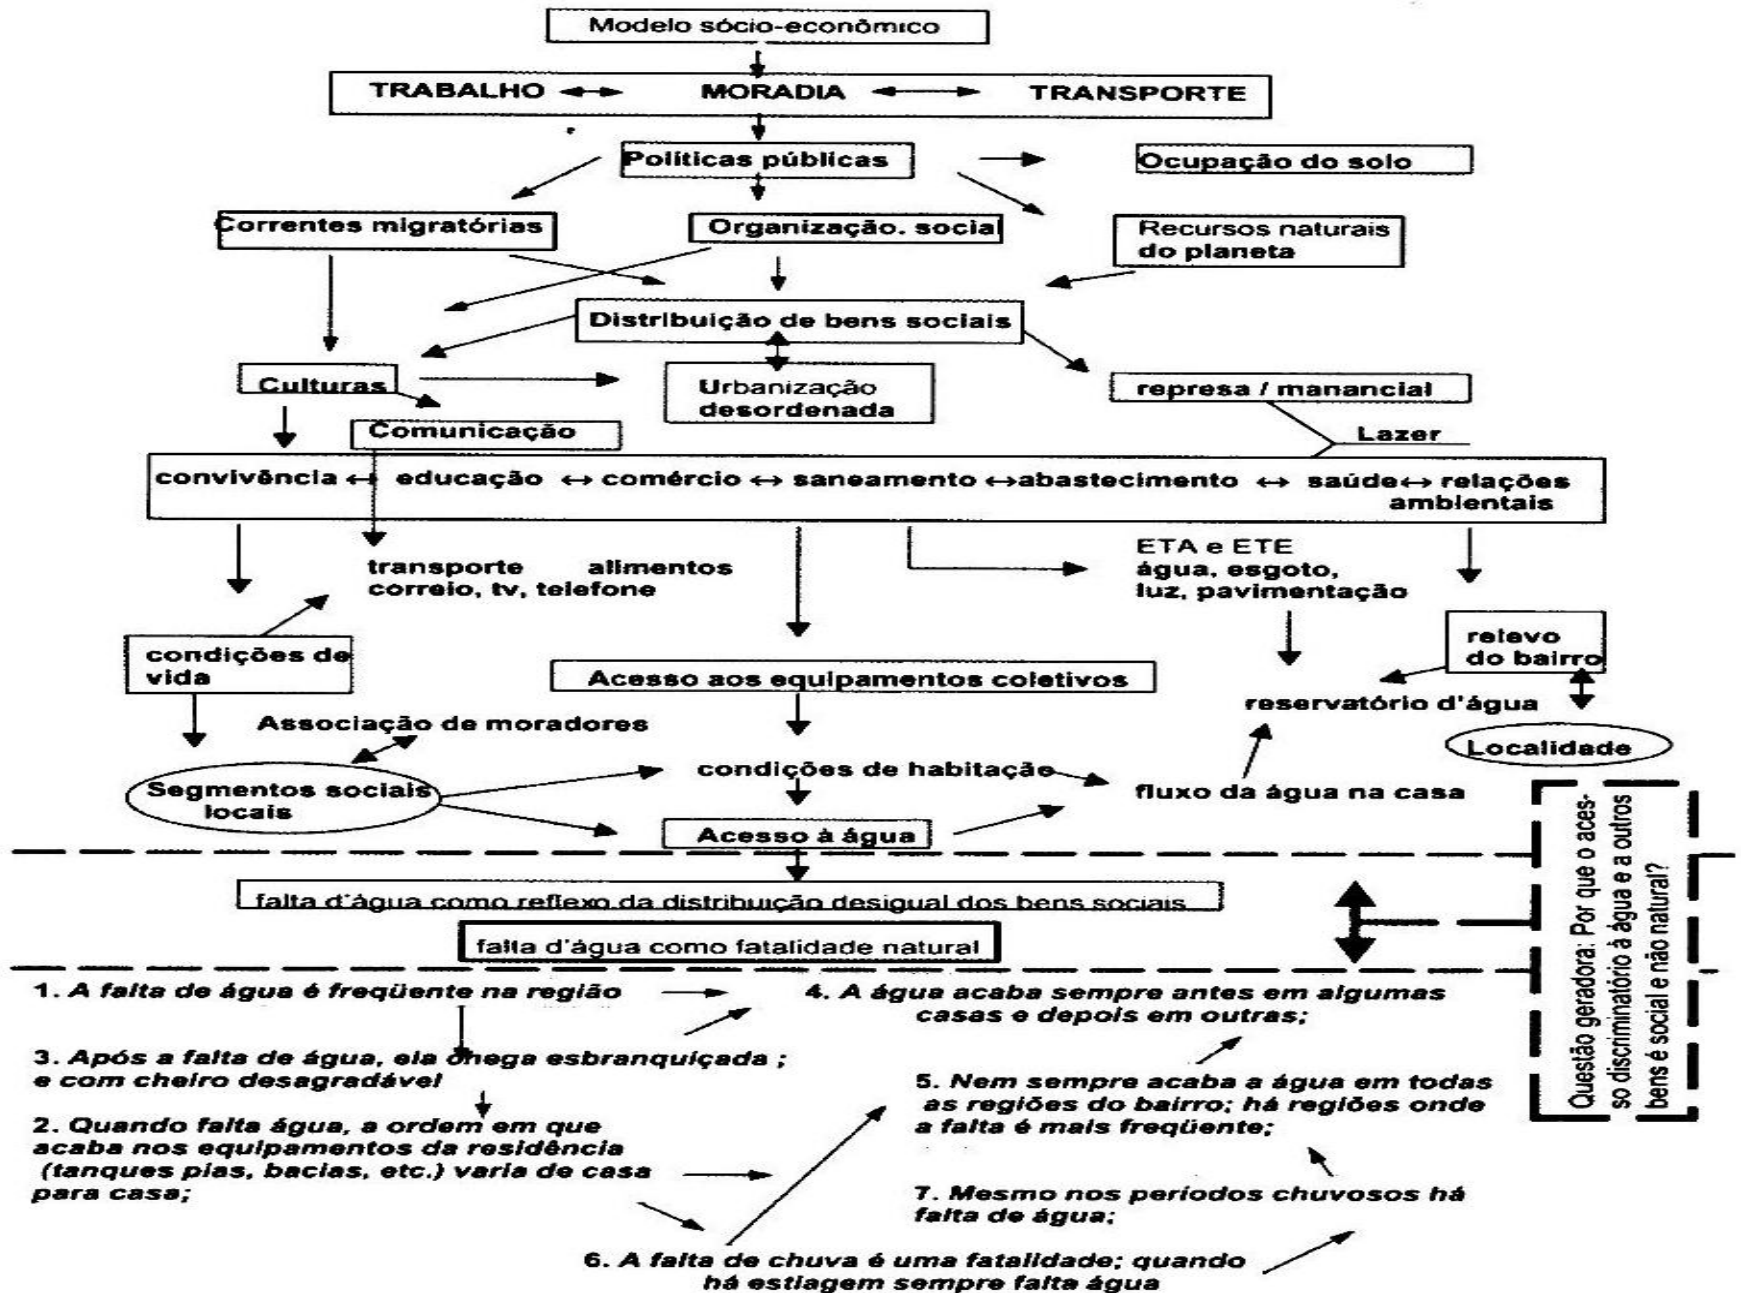 Modelo sócio-econômico
TRABALHO MORADIA TRANSPORTE
Políticas públicas
Ocupação do solo
Correntes migratórias
Organização. social
Recursos naturais
do planeta
Distribuição de bens sociais
Culturas
Urbanização
desordenada
represa / manancial
Comunicação
Lazer
convivência ↔ educação ↔ comércio ↔ saneamento ↔ abastecimento ↔ saúde ↔ relações
ambientais
transporte alimentos
correio, tv, telefone
ETA e ETE
água, esgoto,
luz, pavimentação
condições de
vida
Acesso aos equipamentos coletivos
relevo
do bairro
reservatório d'água
Associação de moradores
Localidade
Segmentos sociais
locais
condições de habitação
fluxo da água na casa
Acesso à água
falta d'água como reflexo da distribuição desigual dos bens sociais
falta d'água como fatalidade natural
Questão geradora: Por que o aces-
so discriminatório à água e a outros
bens é social e não natural?
1. A falta de água é freqüente na região
4. A água acaba sempre antes em algumas
casas e depois em outras;
3. Após a falta de água, ela chega esbranquiçada ;
e com cheiro desagradável
5. Nem sempre acaba a água em todas
as regiões do bairro; há regiões onde
a falta é mais freqüente;
2. Quando falta água, a ordem em que
acaba nos equipamentos da residência
(tanques pias, bacias, etc.) varia de casa
para casa;
7. Mesmo nos períodos chuvosos há
falta de água;
6. A falta de chuva é uma fatalidade; quando
há estiagem sempre falta água